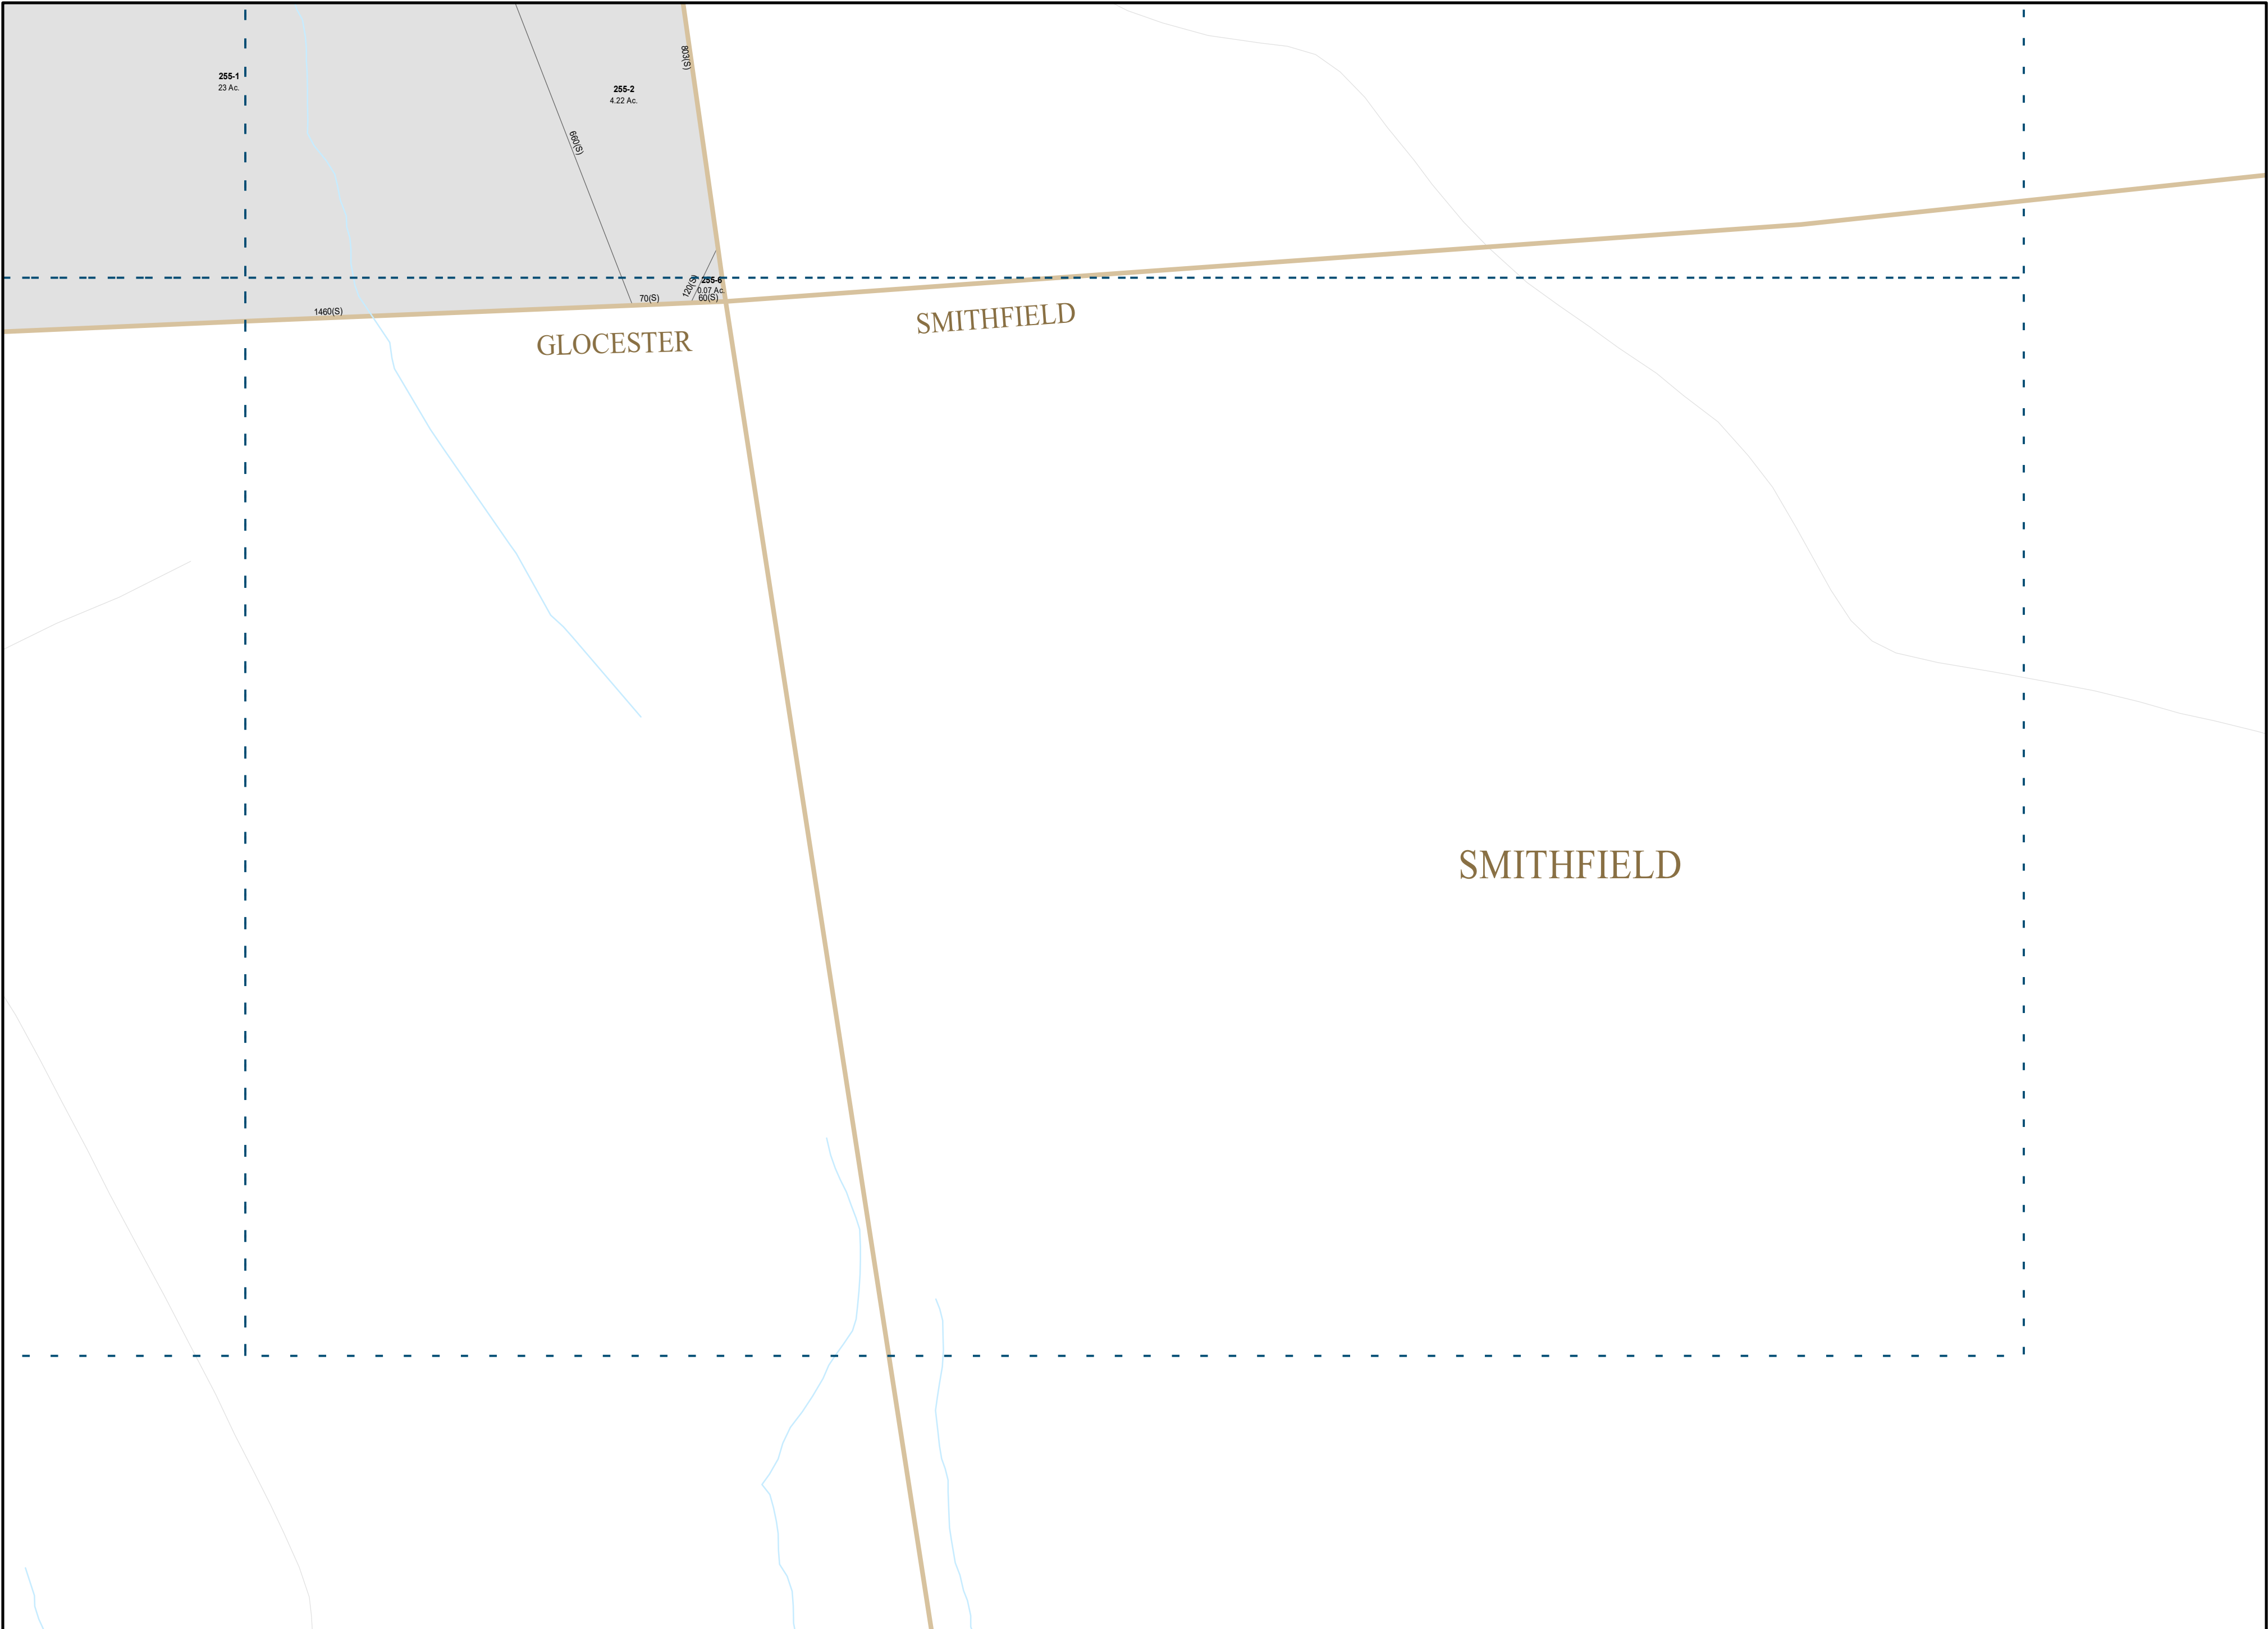 803(S)
255-1
23 Ac.
255-2
4.22 Ac.
660(S)
255-6
0.07 Ac.
120(S)
70(S)
60(S)
1460(S)
GLOCESTER
SMITHFIELD
SMITHFIELD